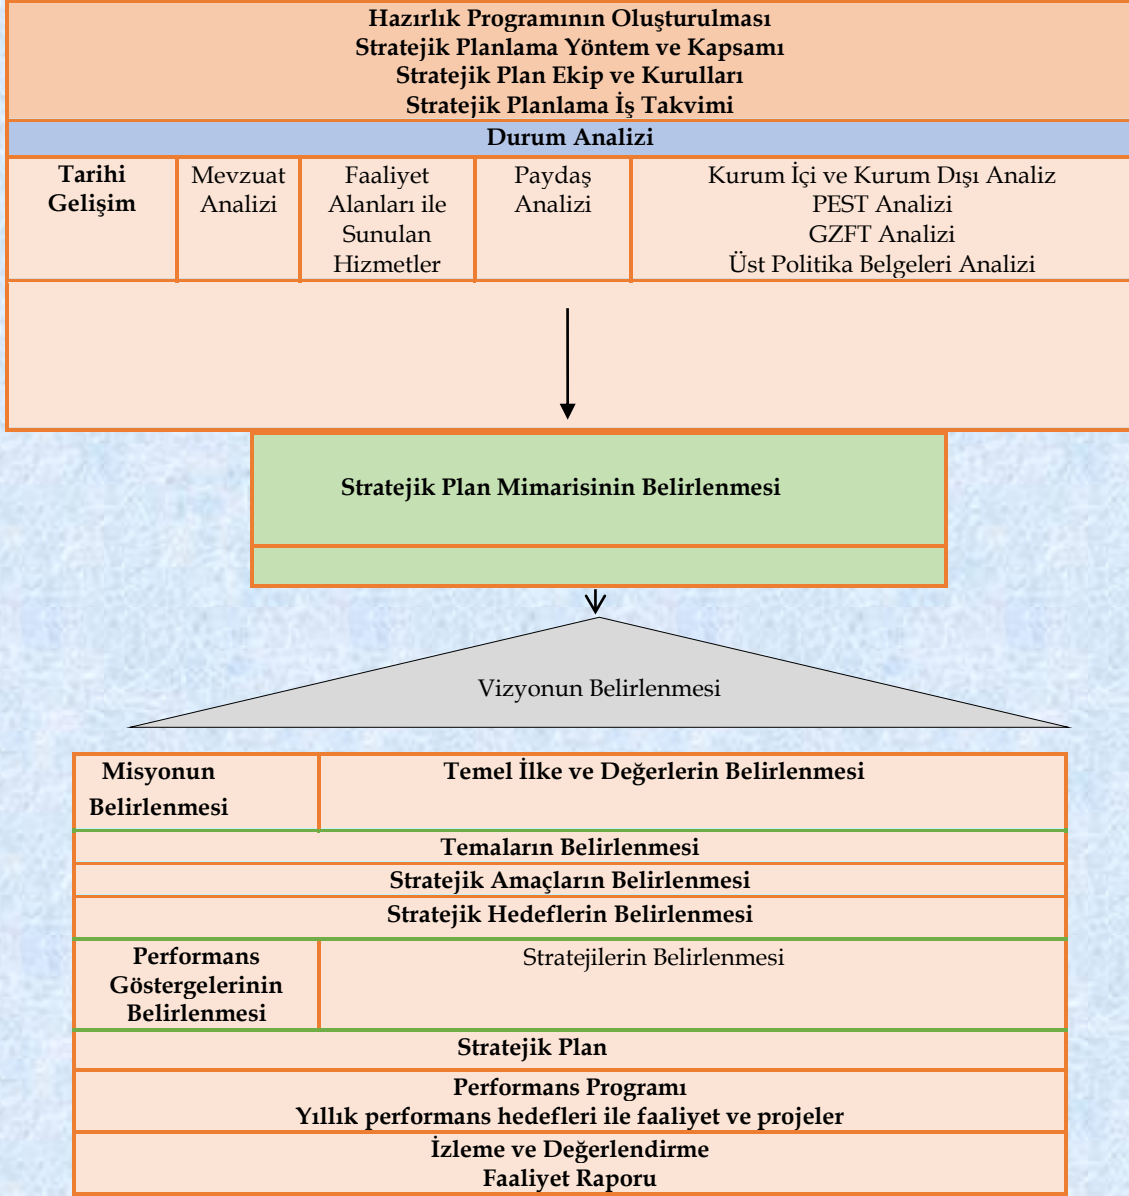 Hazırlık Programının Oluşturulması
Stratejik Planlama Yöntem ve Kapsamı
Stratejik Plan Ekip ve Kurulları
Stratejik Planlama İş Takvimi
Durum Analizi
Tarihi
Gelişim
Mevzuat
Analizi
Faaliyet
Alanları ile
Sunulan
Hizmetler
Paydaş
Analizi
Kurum İçi ve Kurum Dışı Analiz
PEST Analizi
GZFT Analizi
Üst Politika Belgeleri Analizi
Stratejik Plan Mimarisinin Belirlenmesi
Vizyonun Belirlenmesi
Misyonun
Belirlenmesi
Temel İlke ve Değerlerin Belirlenmesi
Temaların Belirlenmesi
Stratejik Amaçların Belirlenmesi
Stratejik Hedeflerin Belirlenmesi
Performans
Göstergelerinin
Belirlenmesi
Stratejilerin Belirlenmesi
Stratejik Plan
Performans Programı
Yıllık performans hedefleri ile faaliyet ve projeler
İzleme ve Değerlendirme
Faaliyet Raporu